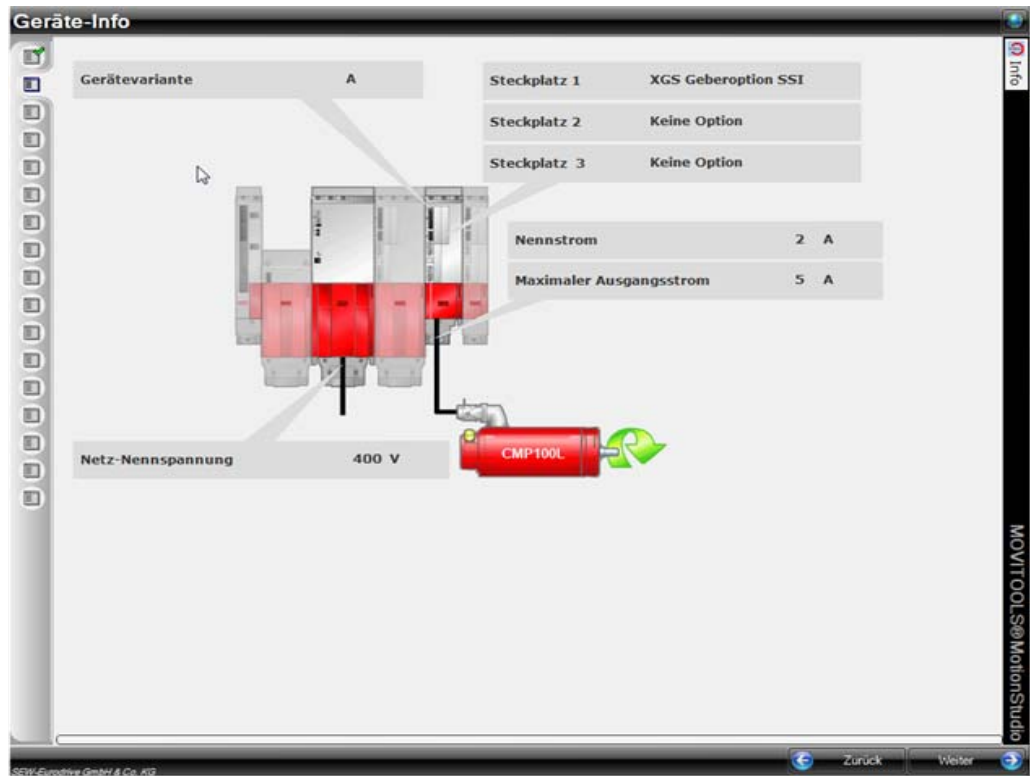 Geräte-Info
Info
Gerätevariante A
Steckplatz 1 XGS Geberoption SSI
Steckplatz 2 Keine Option
Steckplatz 3 Keine Option
Nennstrom 2 A
Maximaler Ausgangsstrom 5 A
Netz-Nennspannung 400 V
CMP100L
MOVITOOLS®MotionStudio
Zurück Weiter
SEW-Eurodrive GmbH & Co. KG